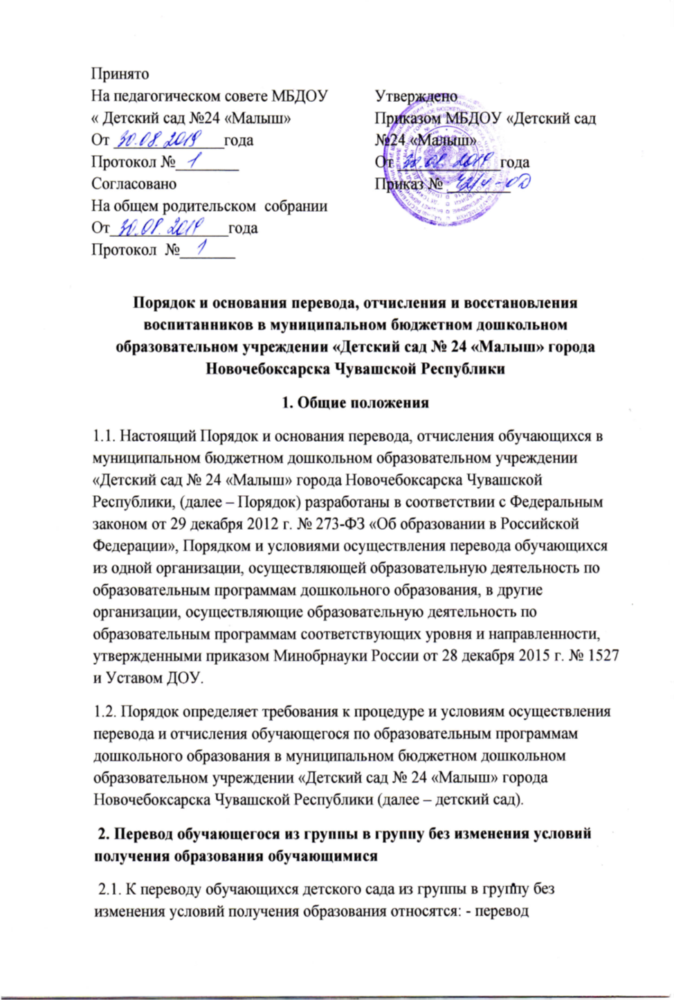 Принято
На педагогическом совете МБДОУ
« Детский сад №24 «Малыш»
От 30.08.2019 года
Протокол № 1
Согласовано
На общем родительском собрании
От 30.08.2019 года
Протокол № 1
Утверждено
Приказом МБДОУ «Детский сад
№24 «Малыш»
От 30.08.2019 года
Приказ №
Порядок и основания перевода, отчисления и восстановления
воспитанников в муниципальном бюджетном дошкольном
образовательном учреждении «Детский сад № 24 «Малыш» города
Новочебоксарска Чувашской Республики
1. Общие положения
1.1. Настоящий Порядок и основания перевода, отчисления обучающихся в
муниципальном бюджетном дошкольном образовательном учреждении
«Детский сад № 24 «Малыш» города Новочебоксарска Чувашской
Республики, (далее – Порядок) разработаны в соответствии с Федеральным
законом от 29 декабря 2012 г. № 273-ФЗ «Об образовании в Российской
Федерации», Порядком и условиями осуществления перевода обучающихся
из одной организации, осуществляющей образовательную деятельность по
образовательным программам дошкольного образования, в другие
организации, осуществляющие образовательную деятельность по
образовательным программам соответствующих уровня и направленности,
утвержденными приказом Минобрнауки России от 28 декабря 2015 г. № 1527
и Уставом ДОУ.
1.2. Порядок определяет требования к процедуре и условиям осуществления
перевода и отчисления обучающегося по образовательным программам
дошкольного образования в муниципальном бюджетном дошкольном
образовательном учреждении «Детский сад № 24 «Малыш» города
Новочебоксарска Чувашской Республики (далее – детский сад).
2. Перевод обучающегося из группы в группу без изменения условий
получения образования обучающимися
2.1. К переводу обучающихся детского сада из группы в группу без
изменения условий получения образования относятся: - перевод